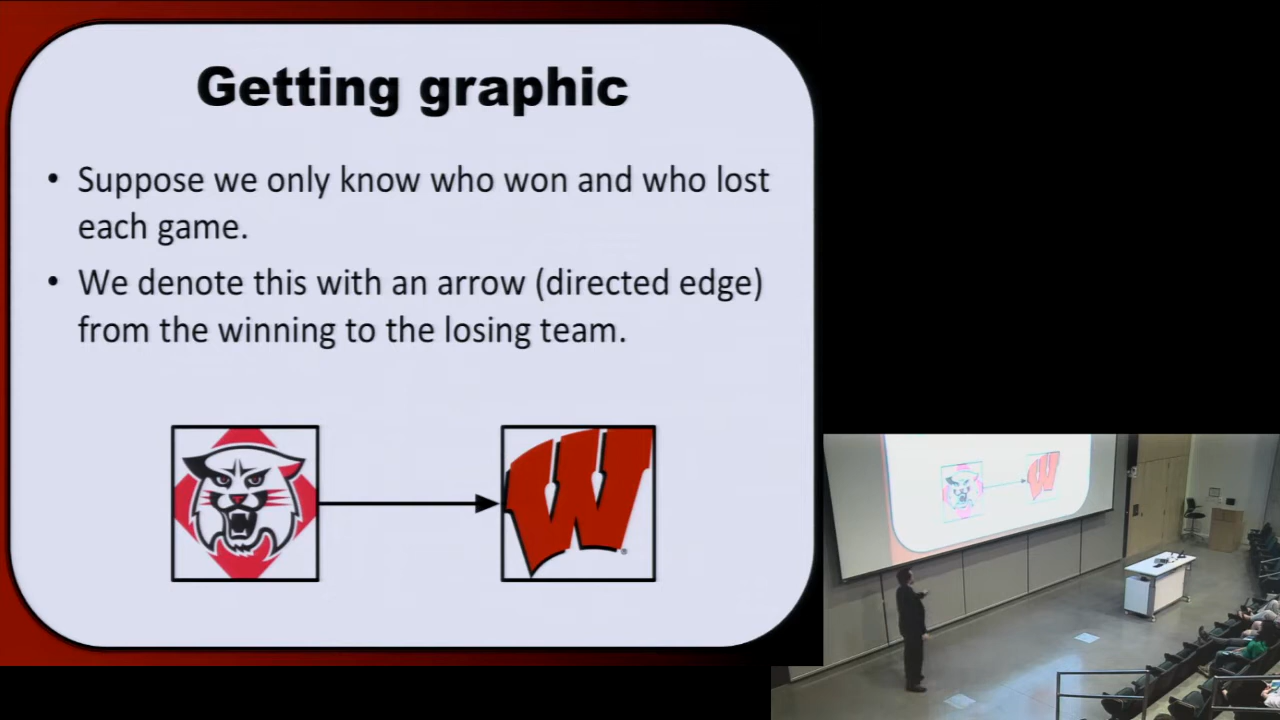 Getting graphic
• Suppose we only know who won and who lost
each game.
• We denote this with an arrow (directed edge)
from the winning to the losing team.
W